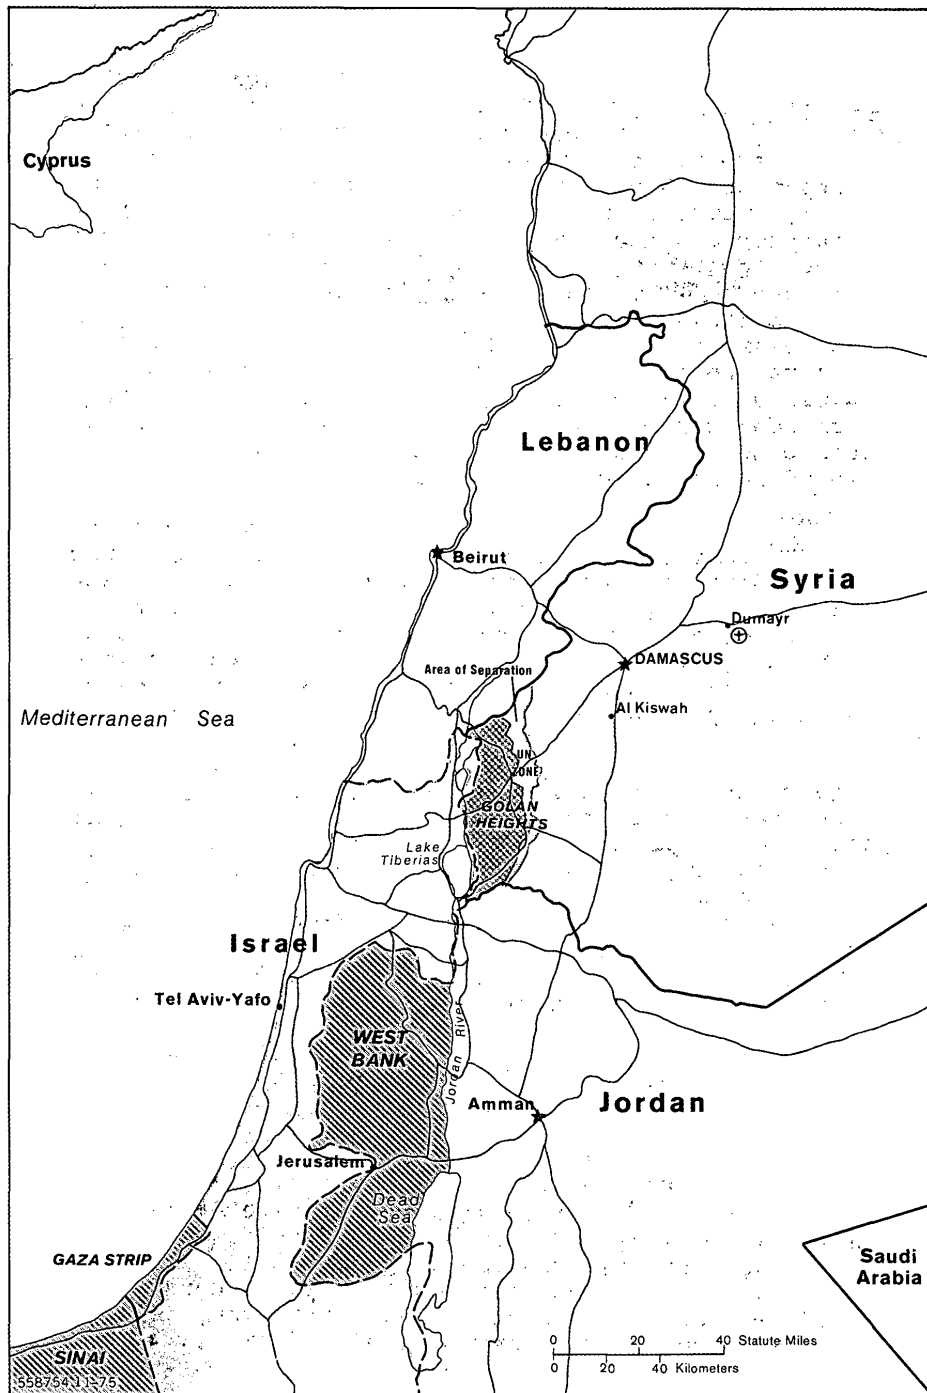 Cyprus
Lebanon
Beirut
Syria
Dumayr
DAMASCUS
Area of Separation
Al Kiswah
Mediterranean Sea
UN
ZONE
GOLAN
HEIGHTS
Lake
Tiberias
Israel
Tel Aviv-Yafo
WEST
BANK
Jordan River
Amman
Jordan
Jerusalem
Dead
Sea
GAZA STRIP
Saudi
Arabia
0 20 40 Statute Miles
0 20 40 Kilometers
SINAI
558754 11-75